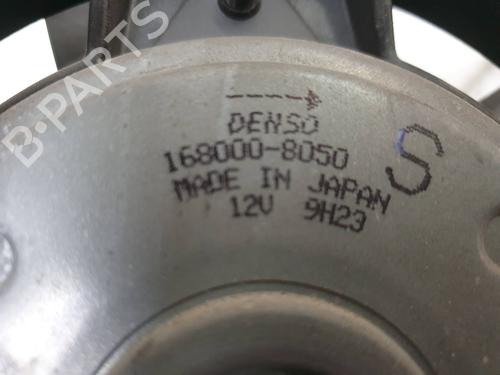 DENSO
168000-8050
MADE IN JAPAN
12V 9H23
S
B-PARTS